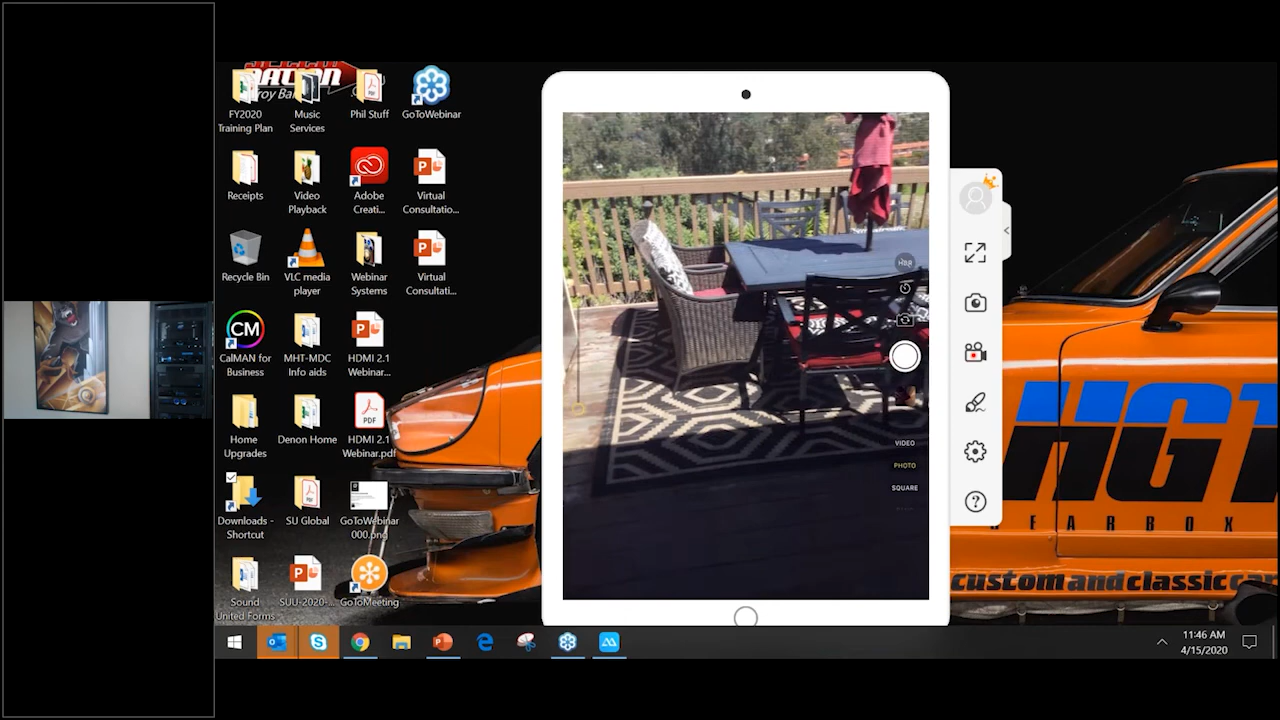 FY2020
Training Plan
Music
Services
Phil Stuff
GoToWebinar
Receipts
Video
Playback
Adobe
Creati...
Virtual
Consultatio...
Recycle Bin
VLC media
player
Webinar
Systems
Virtual
Consultati...
CM
CalMAN for
Business
MHT-MDC
Info aids
HDMI 2.1
Webinar...
Home
Upgrades
Denon Home
PDF
HDMI 2.1
Webinar.pdf
Downloads -
Shortcut
SU Global
GoToWebinar
000.png
Sound
United Forms
SUU-2020-...
GoToMeeting
HDR
VIDEO
PHOTO
SQUARE
HGT
GEARBOX
custom and classic car
11:46 AM
4/15/2020